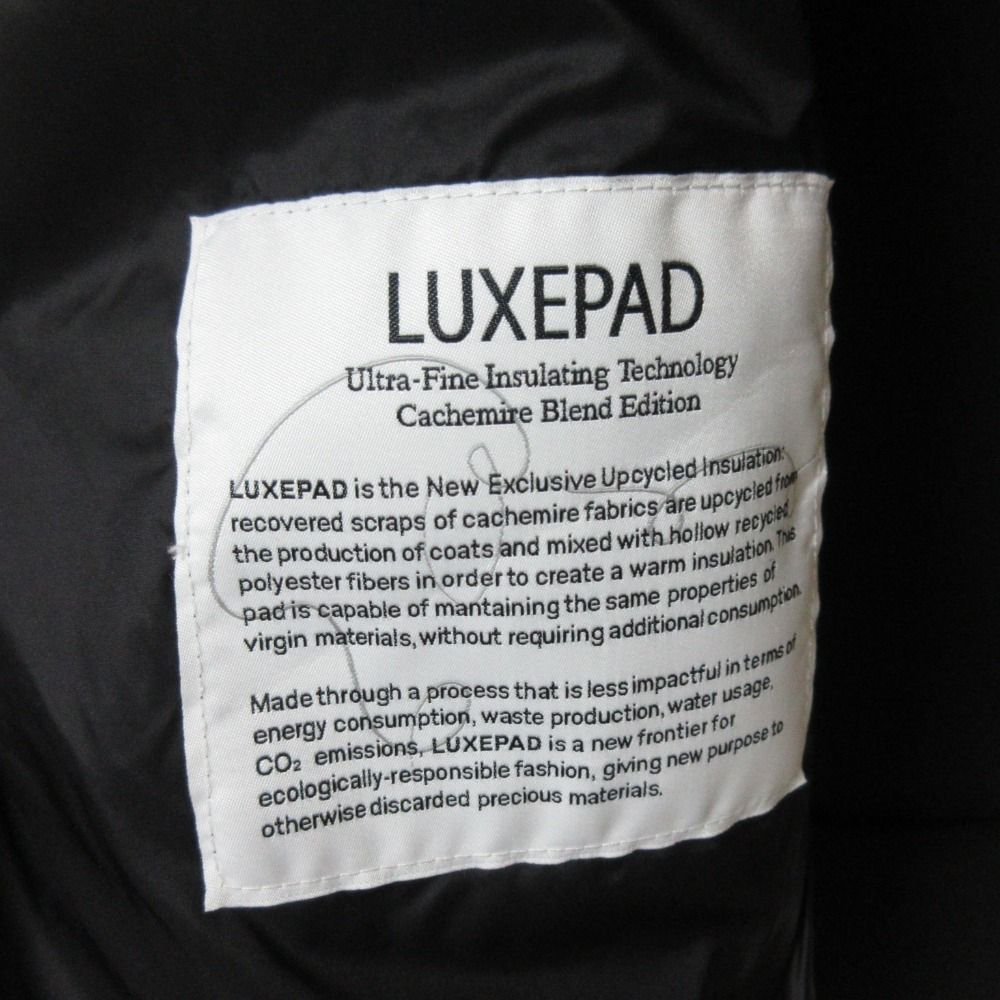 LUXEPAD
Ultra-Fine Insulating Technology
Cachemire Blend Edition
LUXEPAD is the New Exclusive Upcycled Insulation:
recovered scraps of cachemire fabrics are upcycled from
the production of coats and mixed with hollow recycled
polyester fibers in order to create a warm insulation. This
pad is capable of mantaining the same properties of
virgin materials, without requiring additional consumption.
Made through a process that is less impactful in terms of
energy consumption, waste production, water usage,
CO₂ emissions, LUXEPAD is a new frontier for
ecologically-responsible fashion, giving new purpose to
otherwise discarded precious materials.